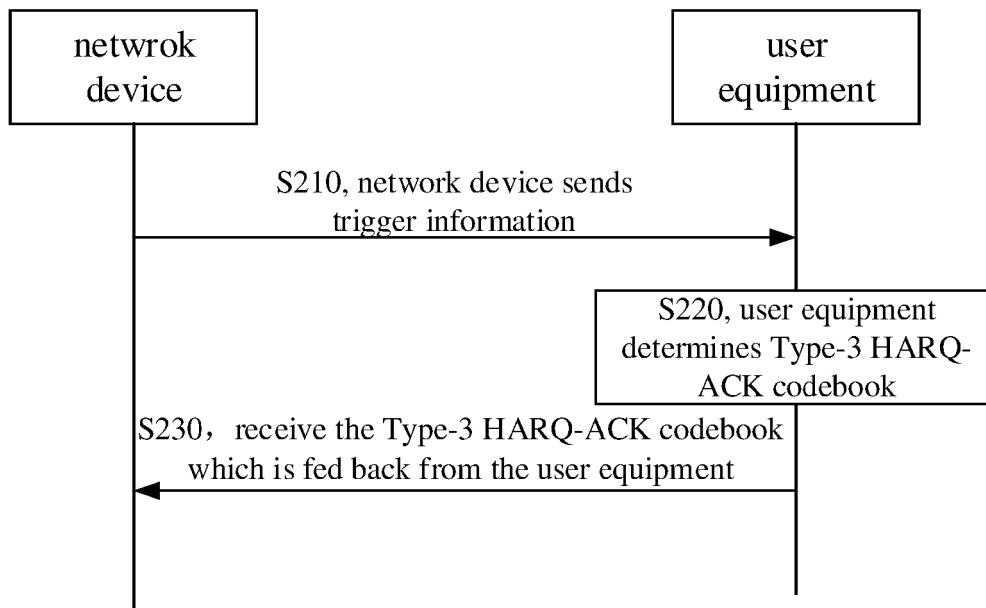 netwrok
device
user
equipment
S210, network device sends
trigger information
S220, user equipment
determines Type-3 HARQ-
ACK codebook
S230，receive the Type-3 HARQ-ACK codebook
which is fed back from the user equipment